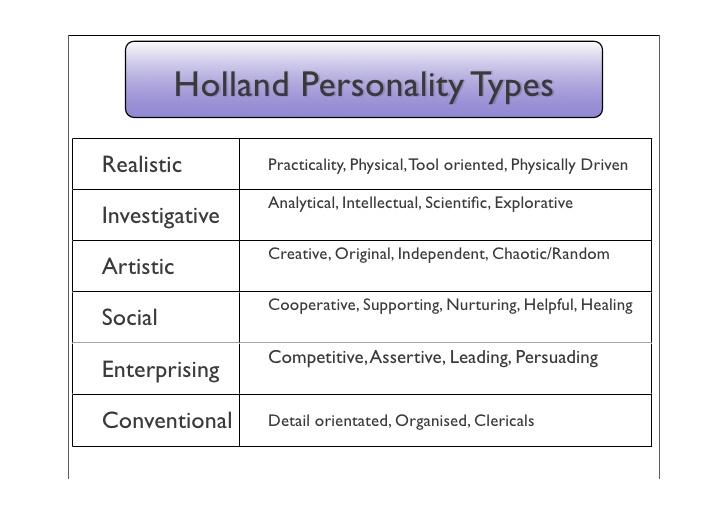 Holland Personality Types
Realistic
Practicality, Physical, Tool oriented, Physically Driven
Investigative
Analytical, Intellectual, Scientific, Explorative
Artistic
Creative, Original, Independent, Chaotic/Random
Social
Cooperative, Supporting, Nurturing, Helpful, Healing
Enterprising
Competitive, Assertive, Leading, Persuading
Conventional
Detail orientated, Organised, Clericals